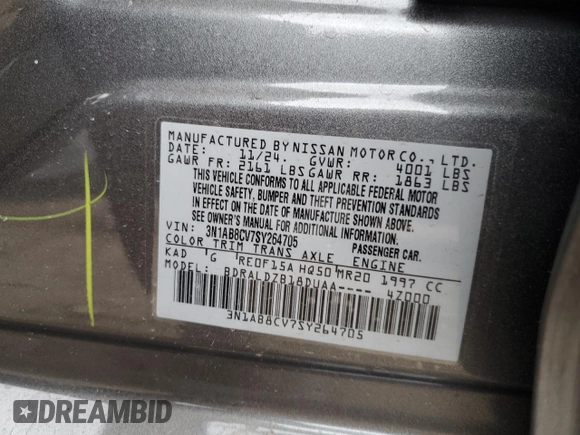 MANUFACTURED BY NISSAN MOTOR CO., LTD.
DATE: 11/24. GVWR: 4001 LBS
GAWR FR: 2161 LBS GAWR RR: 1863 LBS
THIS VEHICLE CONFORMS TO ALL APPLICABLE FEDERAL MOTOR
VEHICLE SAFETY, BUMPER AND THEFT PREVENTION STANDARDS
IN EFFECT ON THE DATE OF MANUFACTURE SHOWN ABOVE.
SEE OWNER'S MANUAL FOR ADDITIONAL INFORMATION.
VIN: 3N1AB8CV7SY264705 PASSENGER CAR.
COLOR TRIM TRANS AXLE ENGINE
KAD G RE0F15A HQ50 MR20 1997 CC
MODEL: BDRALDZB18DUAA---- 4Z000
3N1AB8CV7SY264705
DREAMBID